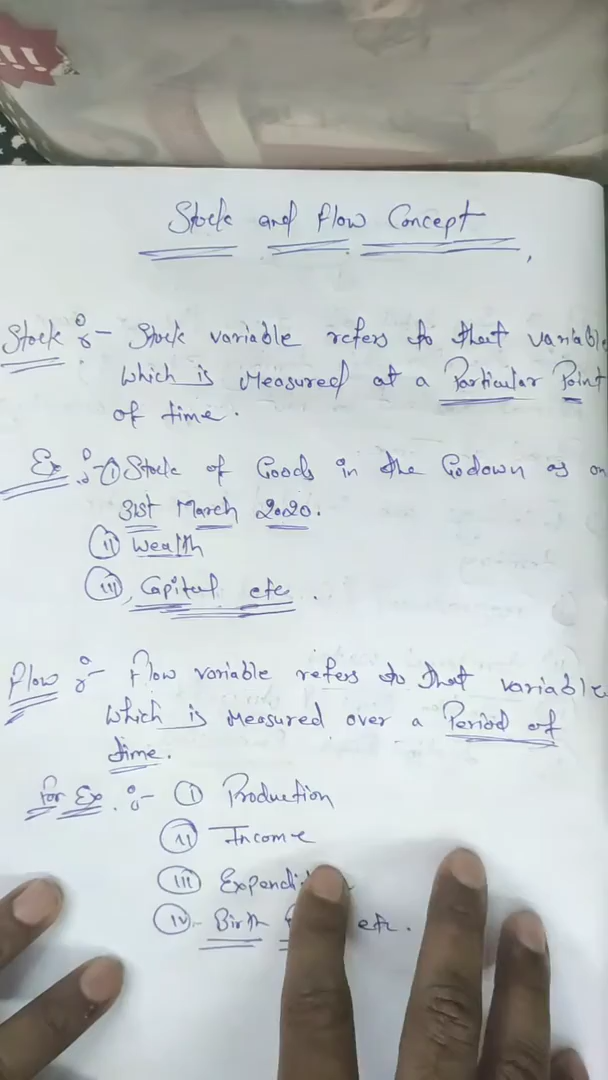 !!!
Stock and Flow Concept
Stock :- Stock variable refers to that variable
which is measured at a Particular Point
of time.
Ex :- (i) Stock of Goods in the Godown as on
31st March 2020.
(ii) Wealth
(iii) Capital etc.
Flow :- Flow variable refers to that variable
which is measured over a Period of
time.
For Ex. :- (i) Production
(ii) Income
(iii)
(iv) Birth etc.